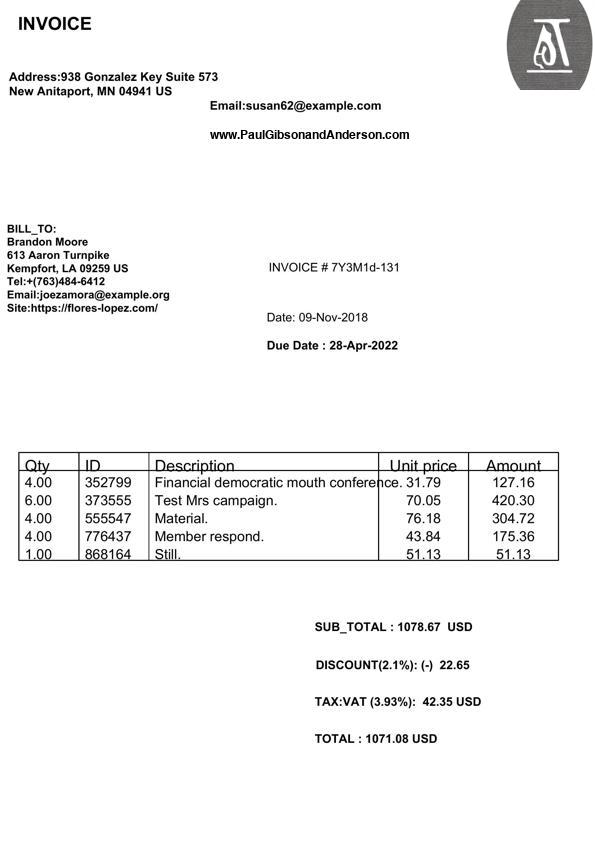 INVOICE
Address:938 Gonzalez Key Suite 573
New Anitaport, MN 04941 US
Email:susan62@example.com
www.PaulGibsonandAnderson.com
BILL_TO:
Brandon Moore
613 Aaron Turnpike
Kempfort, LA 09259 US
Tel:+(763)484-6412
Email:joezamora@example.org
Site:https://flores-lopez.com/
INVOICE # 7Y3M1d-131
Date: 09-Nov-2018
Due Date : 28-Apr-2022
Qty ID Description Unit price Amount
4.00 352799 Financial democratic mouth conference. 31.79 127.16
6.00 373555 Test Mrs campaign. 70.05 420.30
4.00 555547 Material. 76.18 304.72
4.00 776437 Member respond. 43.84 175.36
1.00 868164 Still. 51.13 51.13
SUB_TOTAL : 1078.67 USD
DISCOUNT(2.1%): (-) 22.65
TAX:VAT (3.93%): 42.35 USD
TOTAL : 1071.08 USD